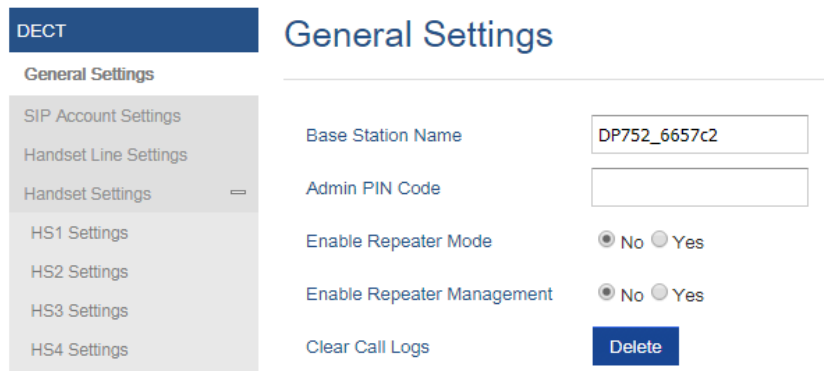 DECT
General Settings
SIP Account Settings
Handset Line Settings
Handset Settings
HS1 Settings
HS2 Settings
HS3 Settings
HS4 Settings
General Settings
Base Station Name DP752_6657c2
Admin PIN Code
Enable Repeater Mode No Yes
Enable Repeater Management No Yes
Clear Call Logs Delete